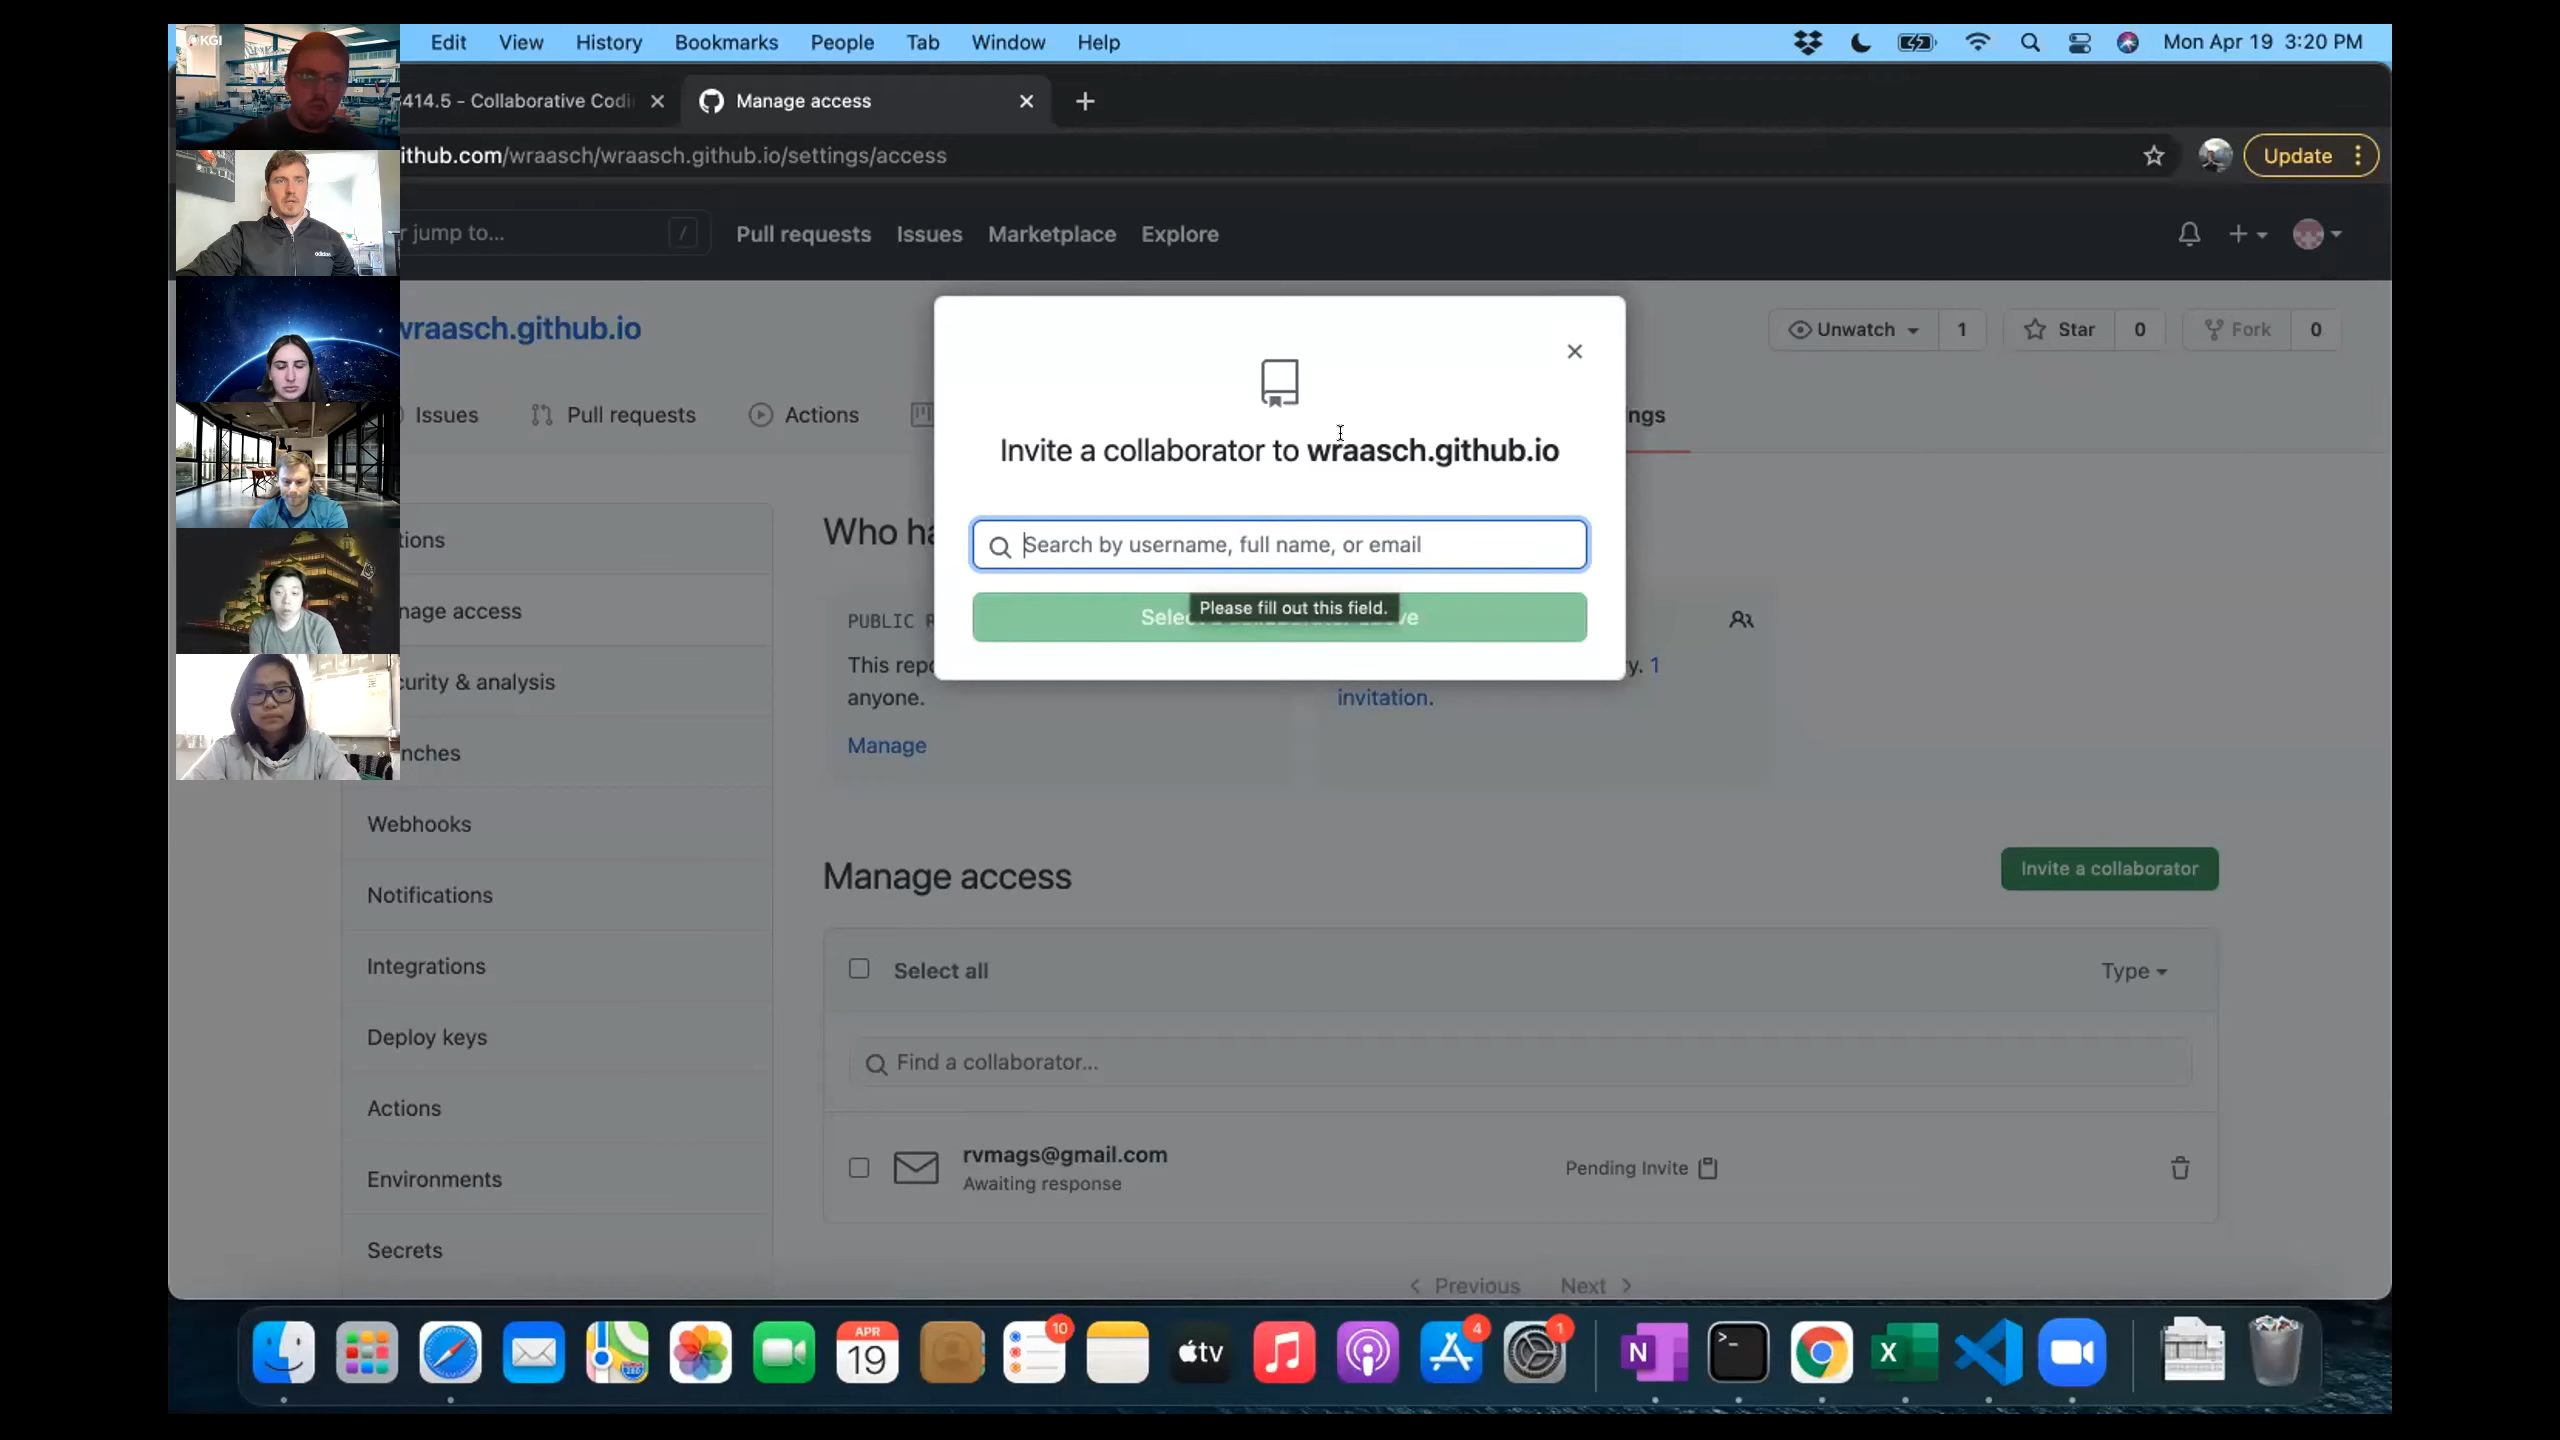 KGI
Edit View History Bookmarks People Tab Window Help
Mon Apr 19 3:20 PM
414.5 - Collaborative Codi
Manage access
ithub.com/wraasch/wraasch.github.io/settings/access
Update
r jump to...
/
Pull requests Issues Marketplace Explore
wraasch.github.io
Unwatch 1
Star 0
Fork 0
Issues
Pull requests
Actions
ngs
Invite a collaborator to wraasch.github.io
Search by username, full name, or email
Please fill out this field.
Who ha
PUBLIC R
This repo
anyone.
Manage
y. 1
invitation.
tions
nage access
curity & analysis
nches
Webhooks
Notifications
Integrations
Deploy keys
Actions
Environments
Secrets
adidas
Manage access
Invite a collaborator
Select all
Type
Find a collaborator...
rvmags@gmail.com
Awaiting response
Pending Invite
Previous Next
APR
19
10
tv
4
1
N
>_
X